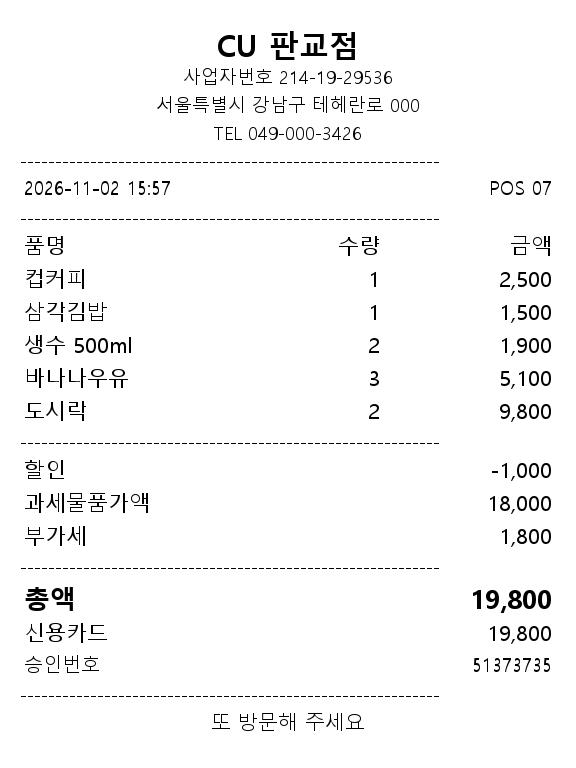 CU 판교점
사업자번호 214-19-29536
서울특별시 강남구 테헤란로 000
TEL 049-000-3426
2026-11-02 15:57 POS 07
품명 수량 금액
컵커피 1 2,500
삼각김밥 1 1,500
생수 500ml 2 1,900
바나나우유 3 5,100
도시락 2 9,800
할인 -1,000
과세물품가액 18,000
부가세 1,800
총액 19,800
신용카드 19,800
승인번호 51373735
또 방문해 주세요